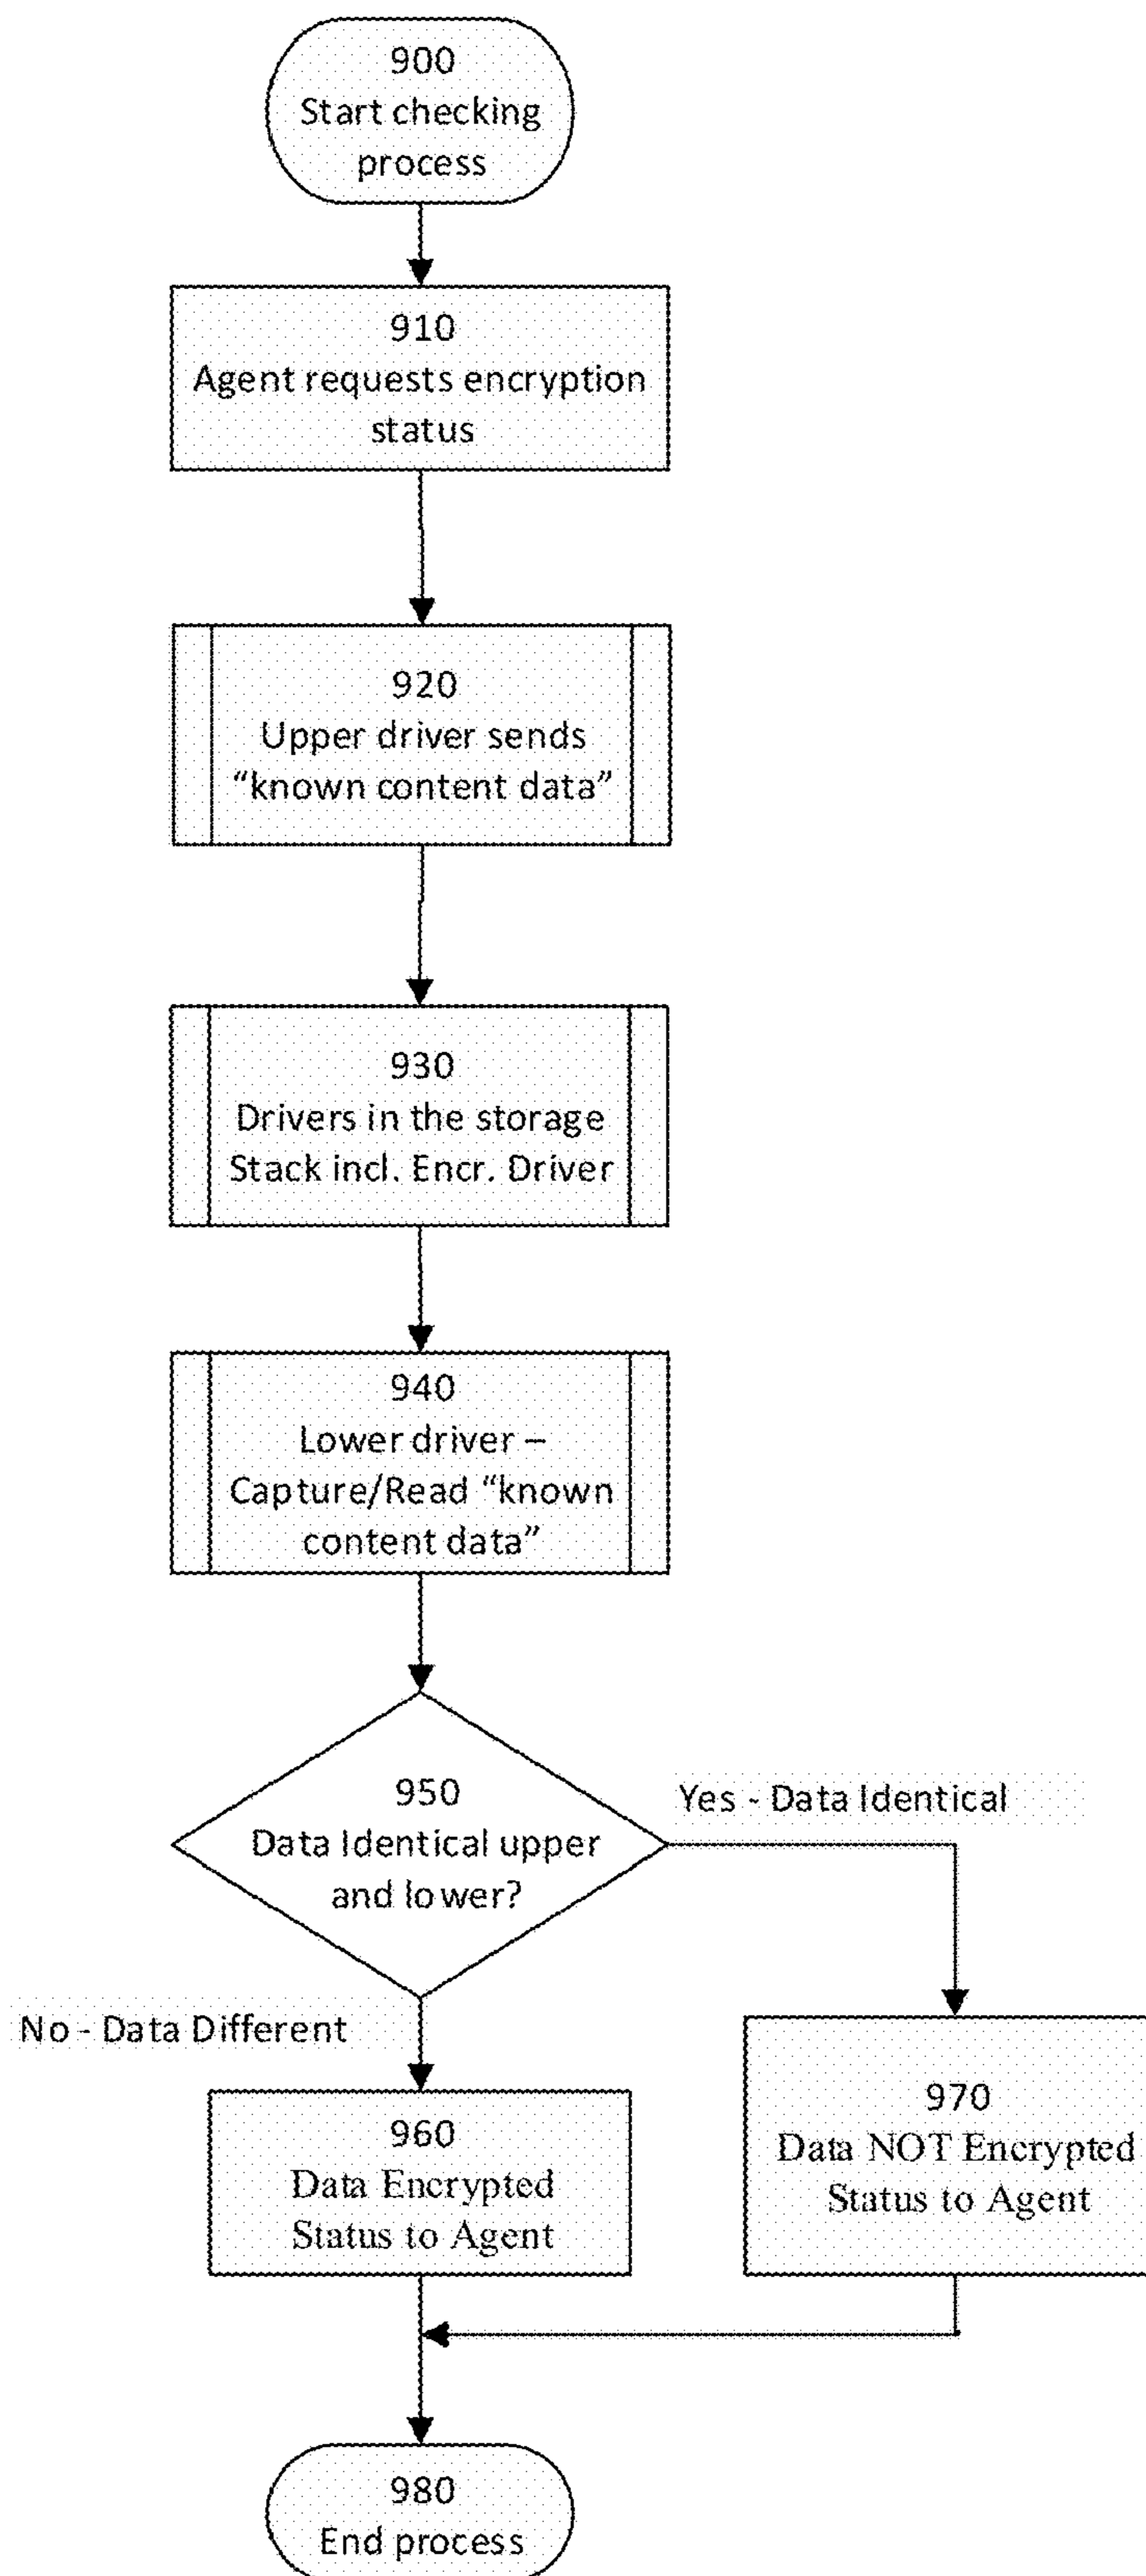 900
Start checking
process
910
Agent requests encryption
status
920
Upper driver sends
“known content data”
930
Drivers in the storage
Stack incl. Encr. Driver
940
Lower driver –
Capture/Read “known
content data”
950
Data Identical upper
and lower?
Yes - Data Identical
No - Data Different
960
Data Encrypted
Status to Agent
970
Data NOT Encrypted
Status to Agent
980
End process